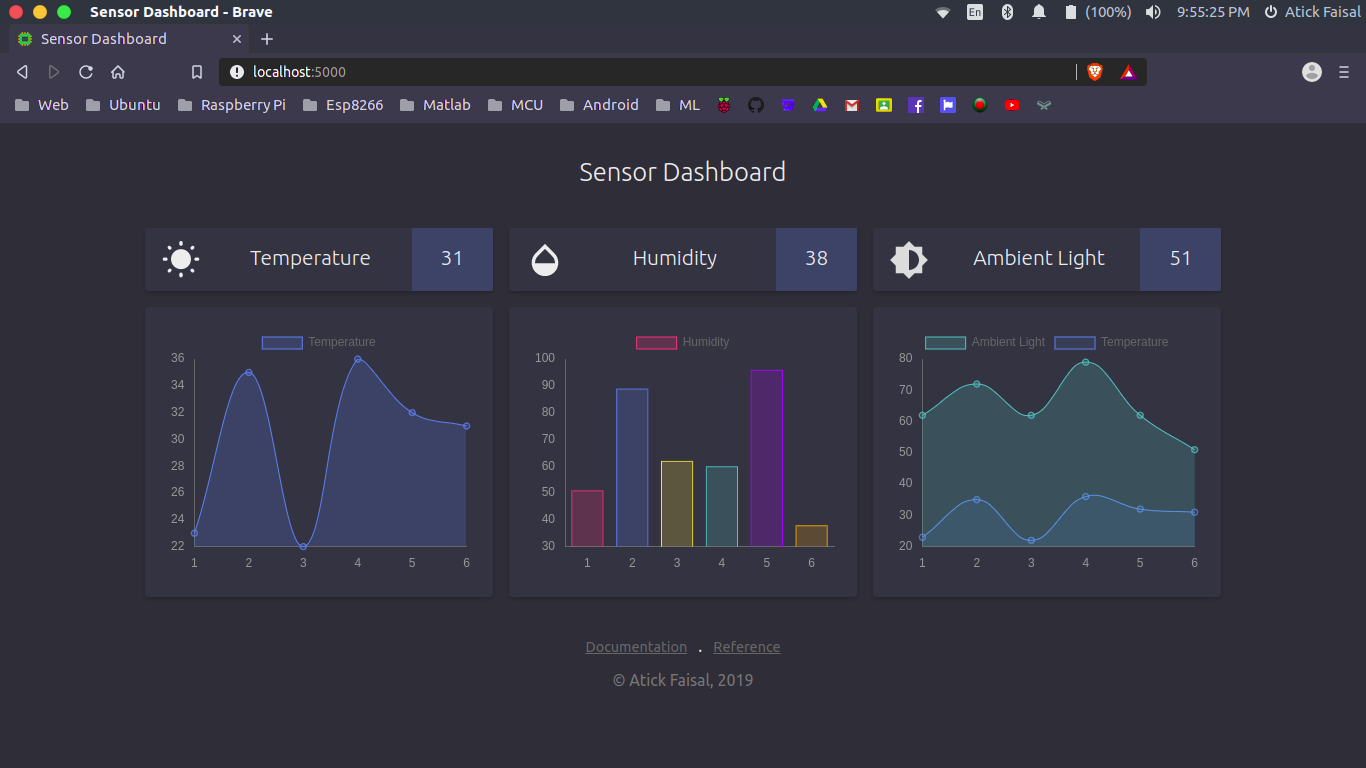 Sensor Dashboard - Brave
En (100%) 9:55:25 PM Atick Faisal
Sensor Dashboard
localhost:5000
Web Ubuntu Raspberry Pi Esp8266 Matlab MCU Android ML
Sensor Dashboard
Temperature 31
Humidity 38
Ambient Light 51
Temperature
36
34
32
30
28
26
24
22
1 2 3 4 5 6
Humidity
100
90
80
70
60
50
40
30
1 2 3 4 5 6
Ambient Light Temperature
80
70
60
50
40
30
20
1 2 3 4 5 6
Documentation . Reference
© Atick Faisal, 2019